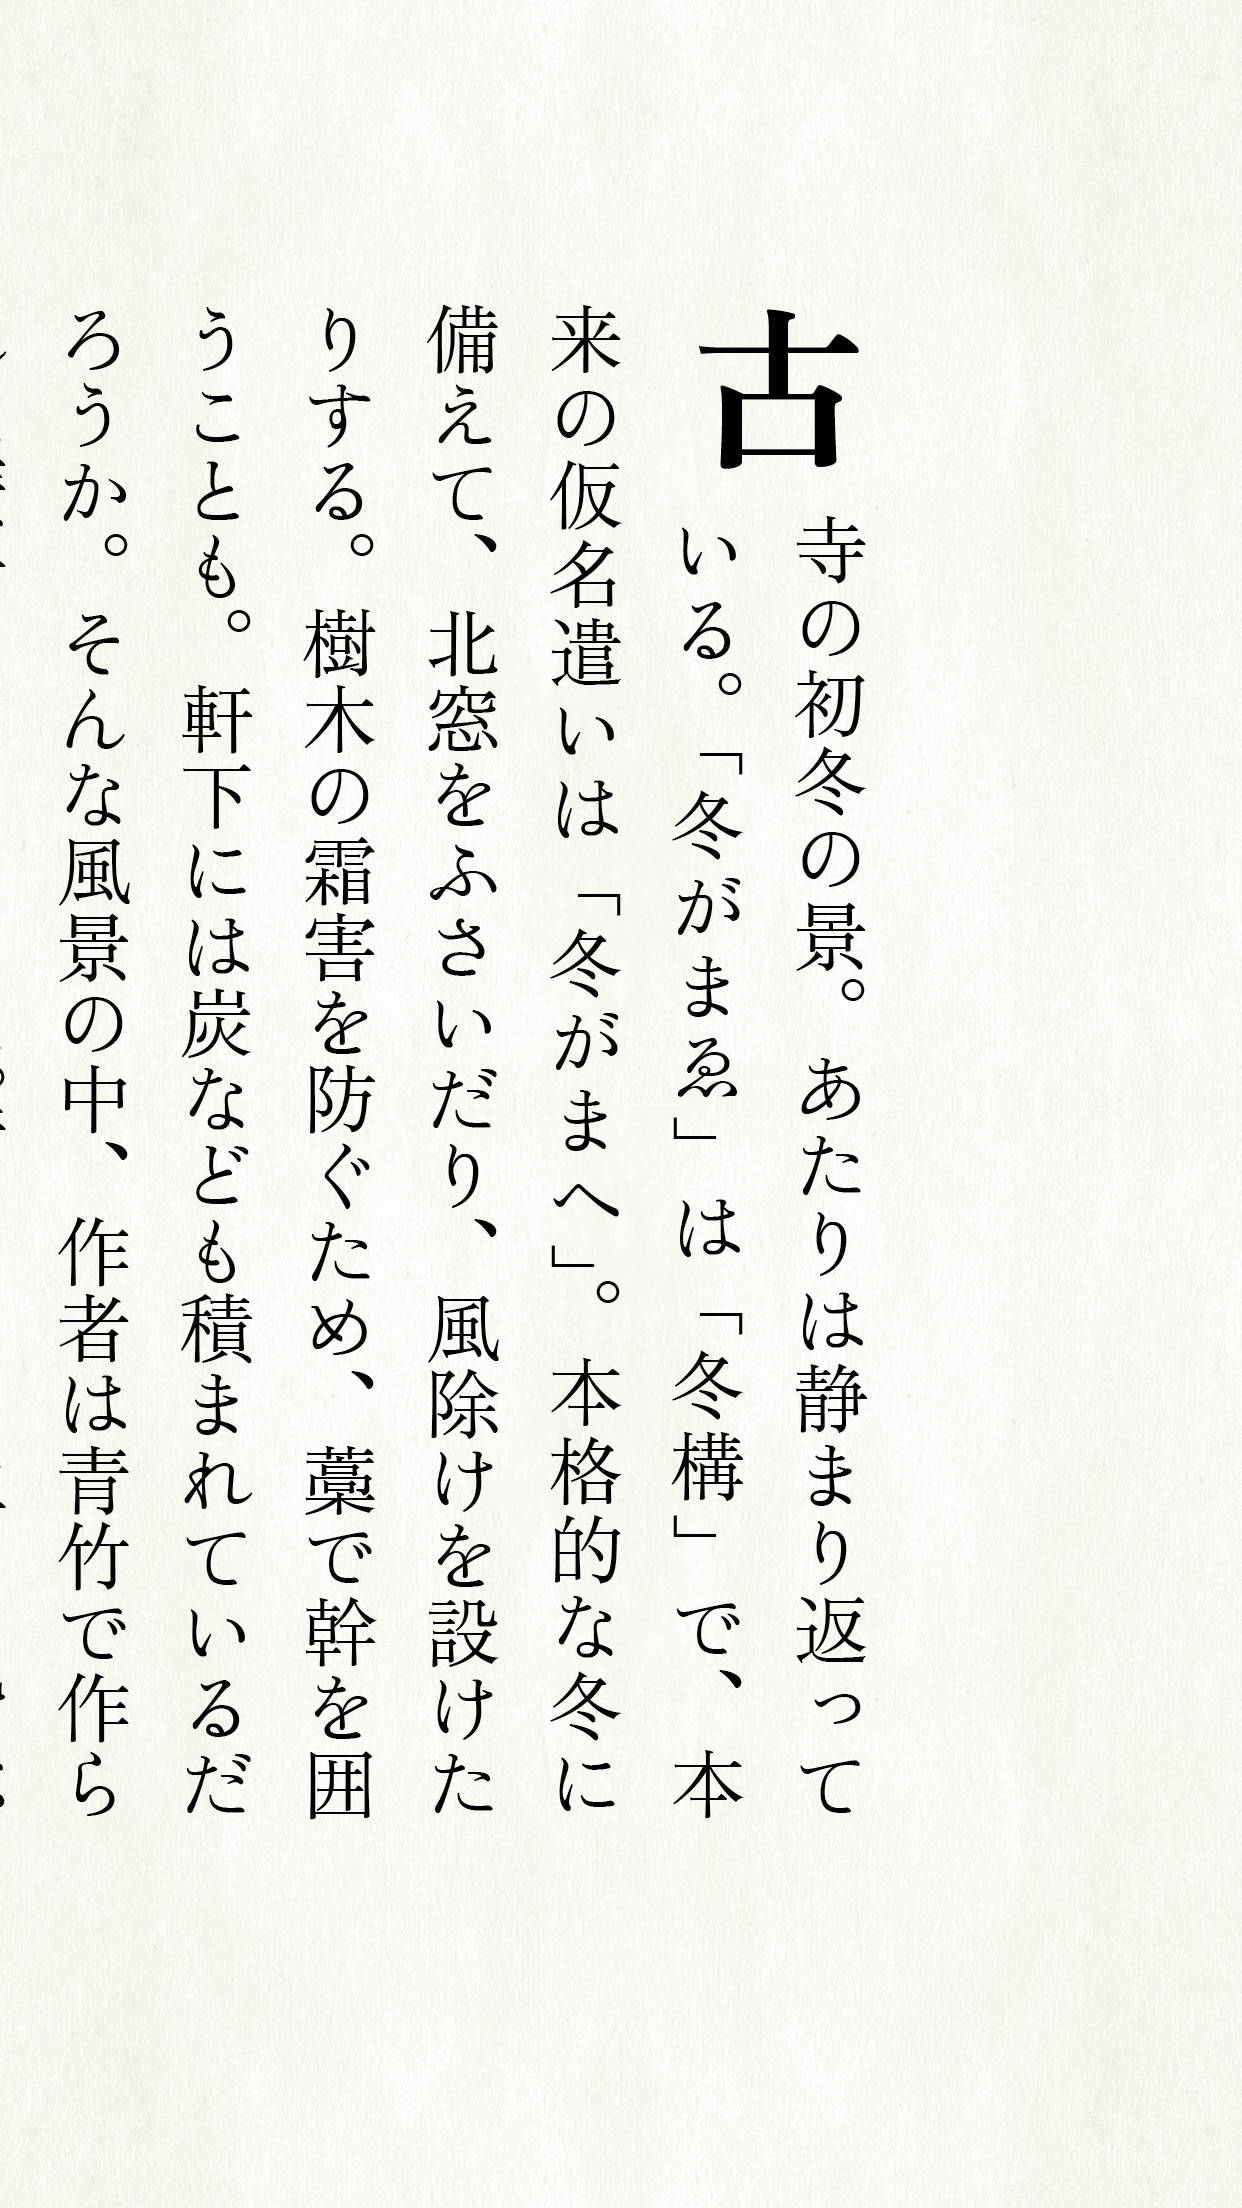 古寺の初冬の景。あたりは静まり返って
いる。「冬がまゑ」は「冬構」で、本
来の仮名遣いは「冬がまへ」。本格的な冬に
備えて、北窓をふさいだり、風除けを設けた
りする。樹木の霜害を防ぐため、藁で幹を囲
うことも。軒下には炭なども積まれているだ
ろうか。そんな風景の中、作者は青竹で作ら